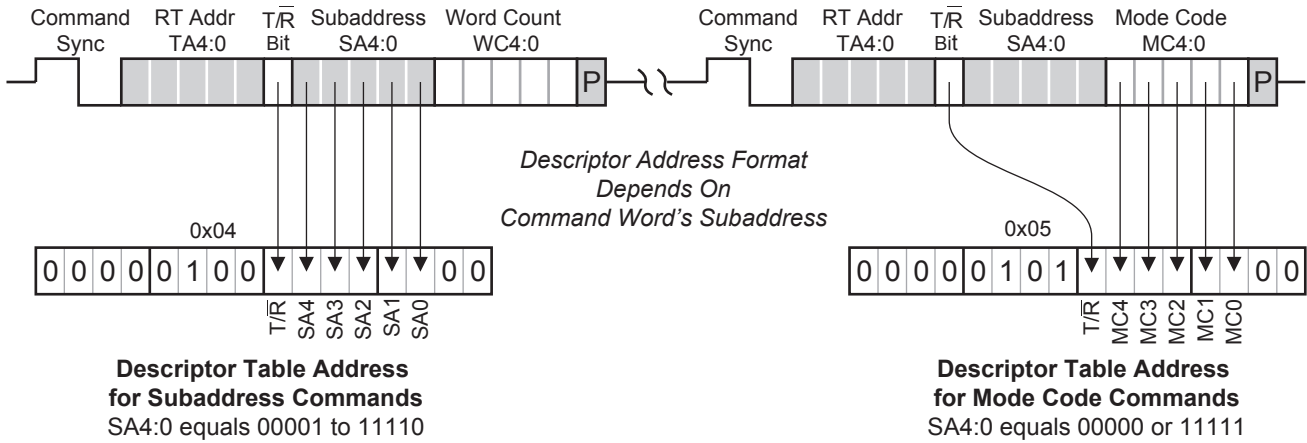 Command RT Addr T/R̅ Subaddress Word Count
Sync TA4:0 Bit SA4:0 WC4:0
P
Command RT Addr T/R̅ Subaddress Mode Code
Sync TA4:0 Bit SA4:0 MC4:0
P
Descriptor Address Format
Depends On
Command Word's Subaddress
0x04
0 0 0 0 0 1 0 0 0 0
T/R̅ SA4 SA3 SA2 SA1 SA0
Descriptor Table Address
for Subaddress Commands
SA4:0 equals 00001 to 11110
0x05
0 0 0 0 0 1 0 1 0 0
T/R̅ MC4 MC3 MC2 MC1 MC0
Descriptor Table Address
for Mode Code Commands
SA4:0 equals 00000 or 11111